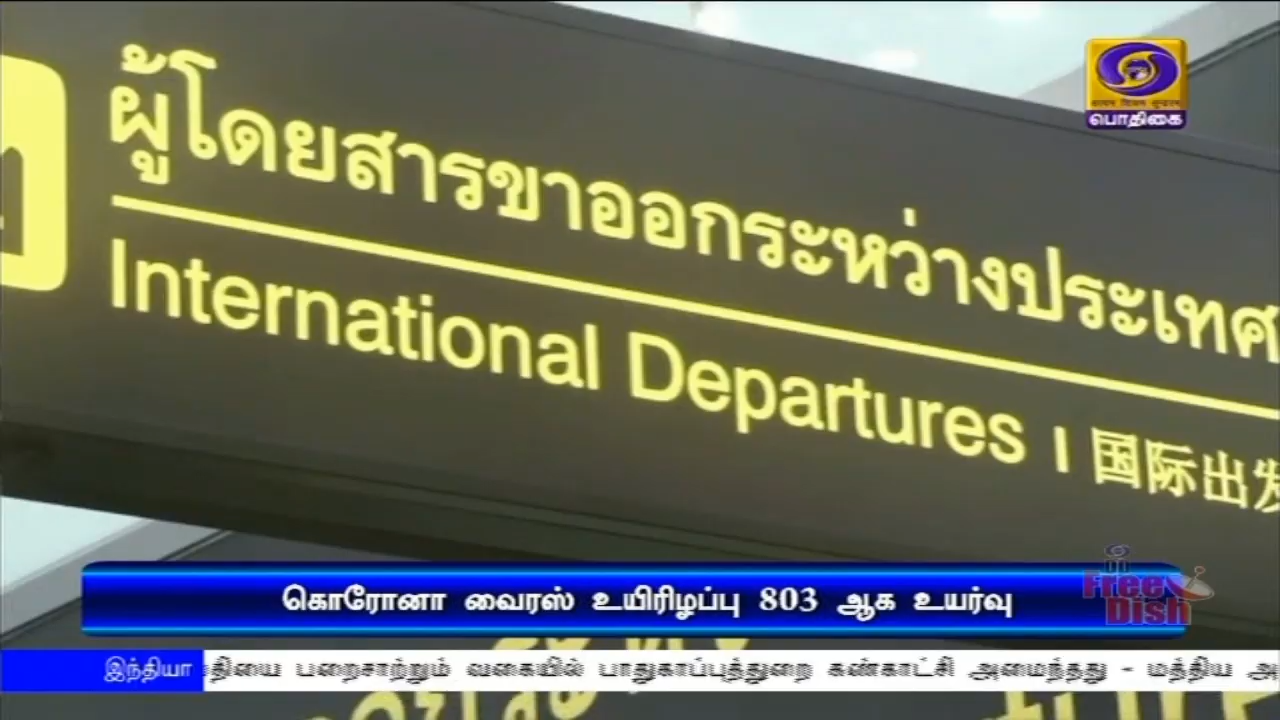 பொதிகை
ผู้โดยสารขาออกระหว่างประเทศ
International Departures | 国际出发
கொரோனா வைரஸ் உயிரிழப்பு 803 ஆக உயர்வு
DD
Free
Dish
இந்தியா
பறைசாற்றும் வகையில் பாதுகாப்புத்துறை கண்காட்சி அமைந்தது - மத்திய